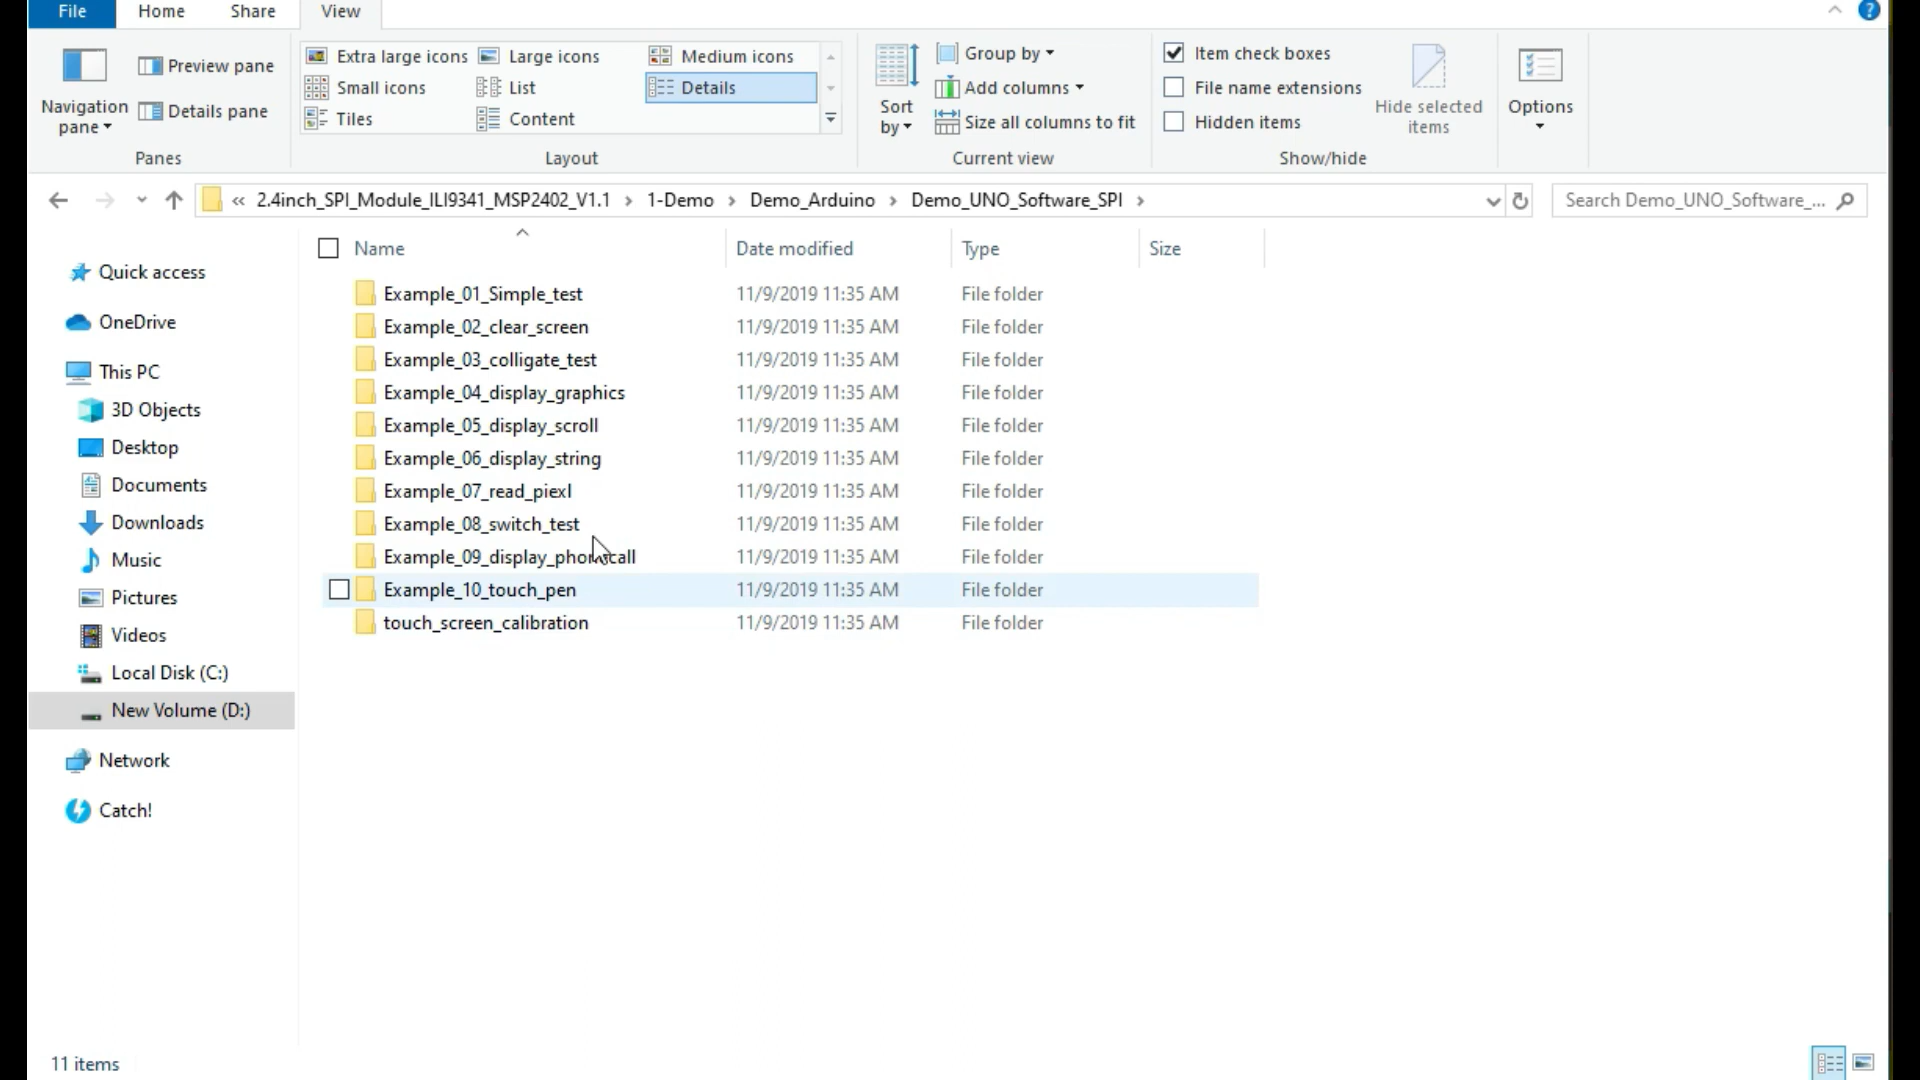 File Home Share View
Extra large icons Large icons Medium icons
Preview pane Small icons List Details
Navigation pane Details pane Tiles Content
Sort by Group by Item check boxes
Add columns File name extensions Hide selected items Options
Size all columns to fit Hidden items
Panes Layout Current view Show/hide
« 2.4inch_SPI_Module_ILI9341_MSP2402_V1.1 › 1-Demo › Demo_Arduino › Demo_UNO_Software_SPI › Search Demo_UNO_Software_...
Name Date modified Type Size
Quick access
OneDrive
This PC
3D Objects
Desktop
Documents
Downloads
Music
Pictures
Videos
Local Disk (C:)
New Volume (D:)
Network
Catch!
Example_01_Simple_test 11/9/2019 11:35 AM File folder
Example_02_clear_screen 11/9/2019 11:35 AM File folder
Example_03_colligate_test 11/9/2019 11:35 AM File folder
Example_04_display_graphics 11/9/2019 11:35 AM File folder
Example_05_display_scroll 11/9/2019 11:35 AM File folder
Example_06_display_string 11/9/2019 11:35 AM File folder
Example_07_read_piexl 11/9/2019 11:35 AM File folder
Example_08_switch_test 11/9/2019 11:35 AM File folder
Example_09_display_phonecall 11/9/2019 11:35 AM File folder
Example_10_touch_pen 11/9/2019 11:35 AM File folder
touch_screen_calibration 11/9/2019 11:35 AM File folder
11 items